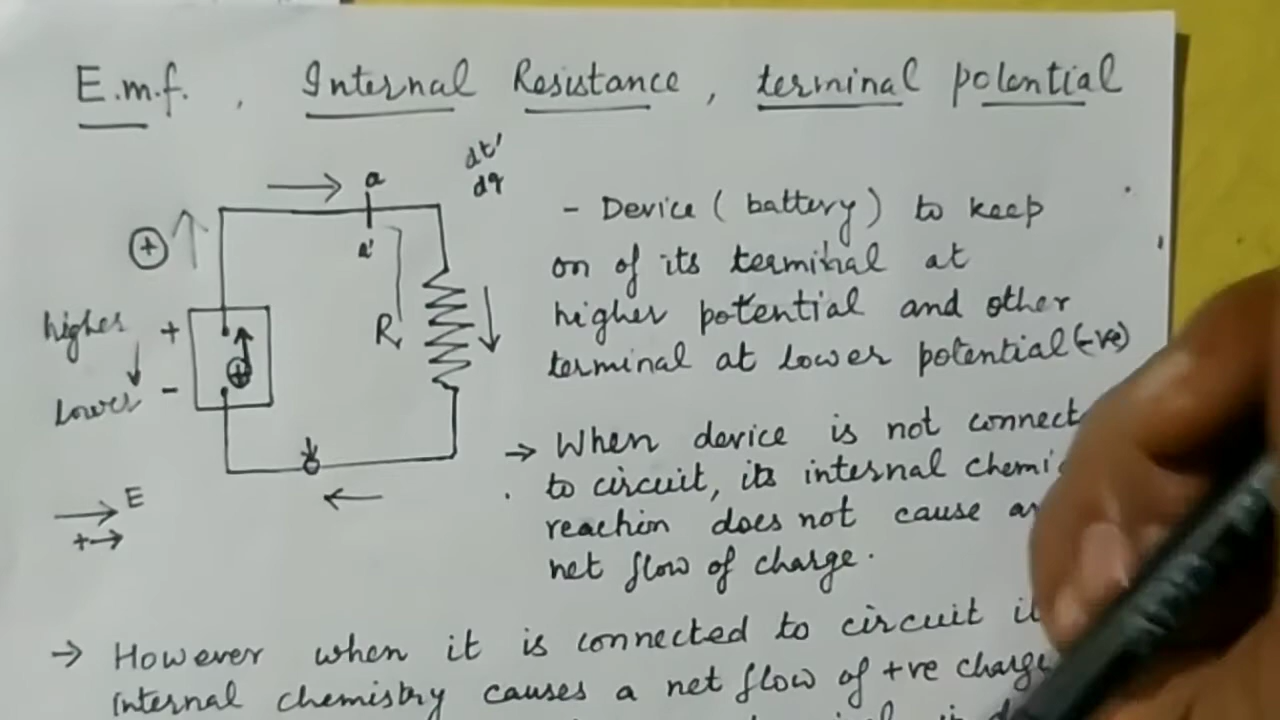 E.m.f. , Internal Resistance , terminal potential
dt'
dq
a
a'
+
R
higher +
lower -
+
E
+→
- Device ( battery ) to keep
on of its terminal at
higher potential and other
terminal at lower potential (-ve)
→ When device is not connect
to circuit, its internal chemi
reaction does not cause
net flow of charge.
→ However when it is connected to circuit
internal chemistry causes a net flow of +ve charge